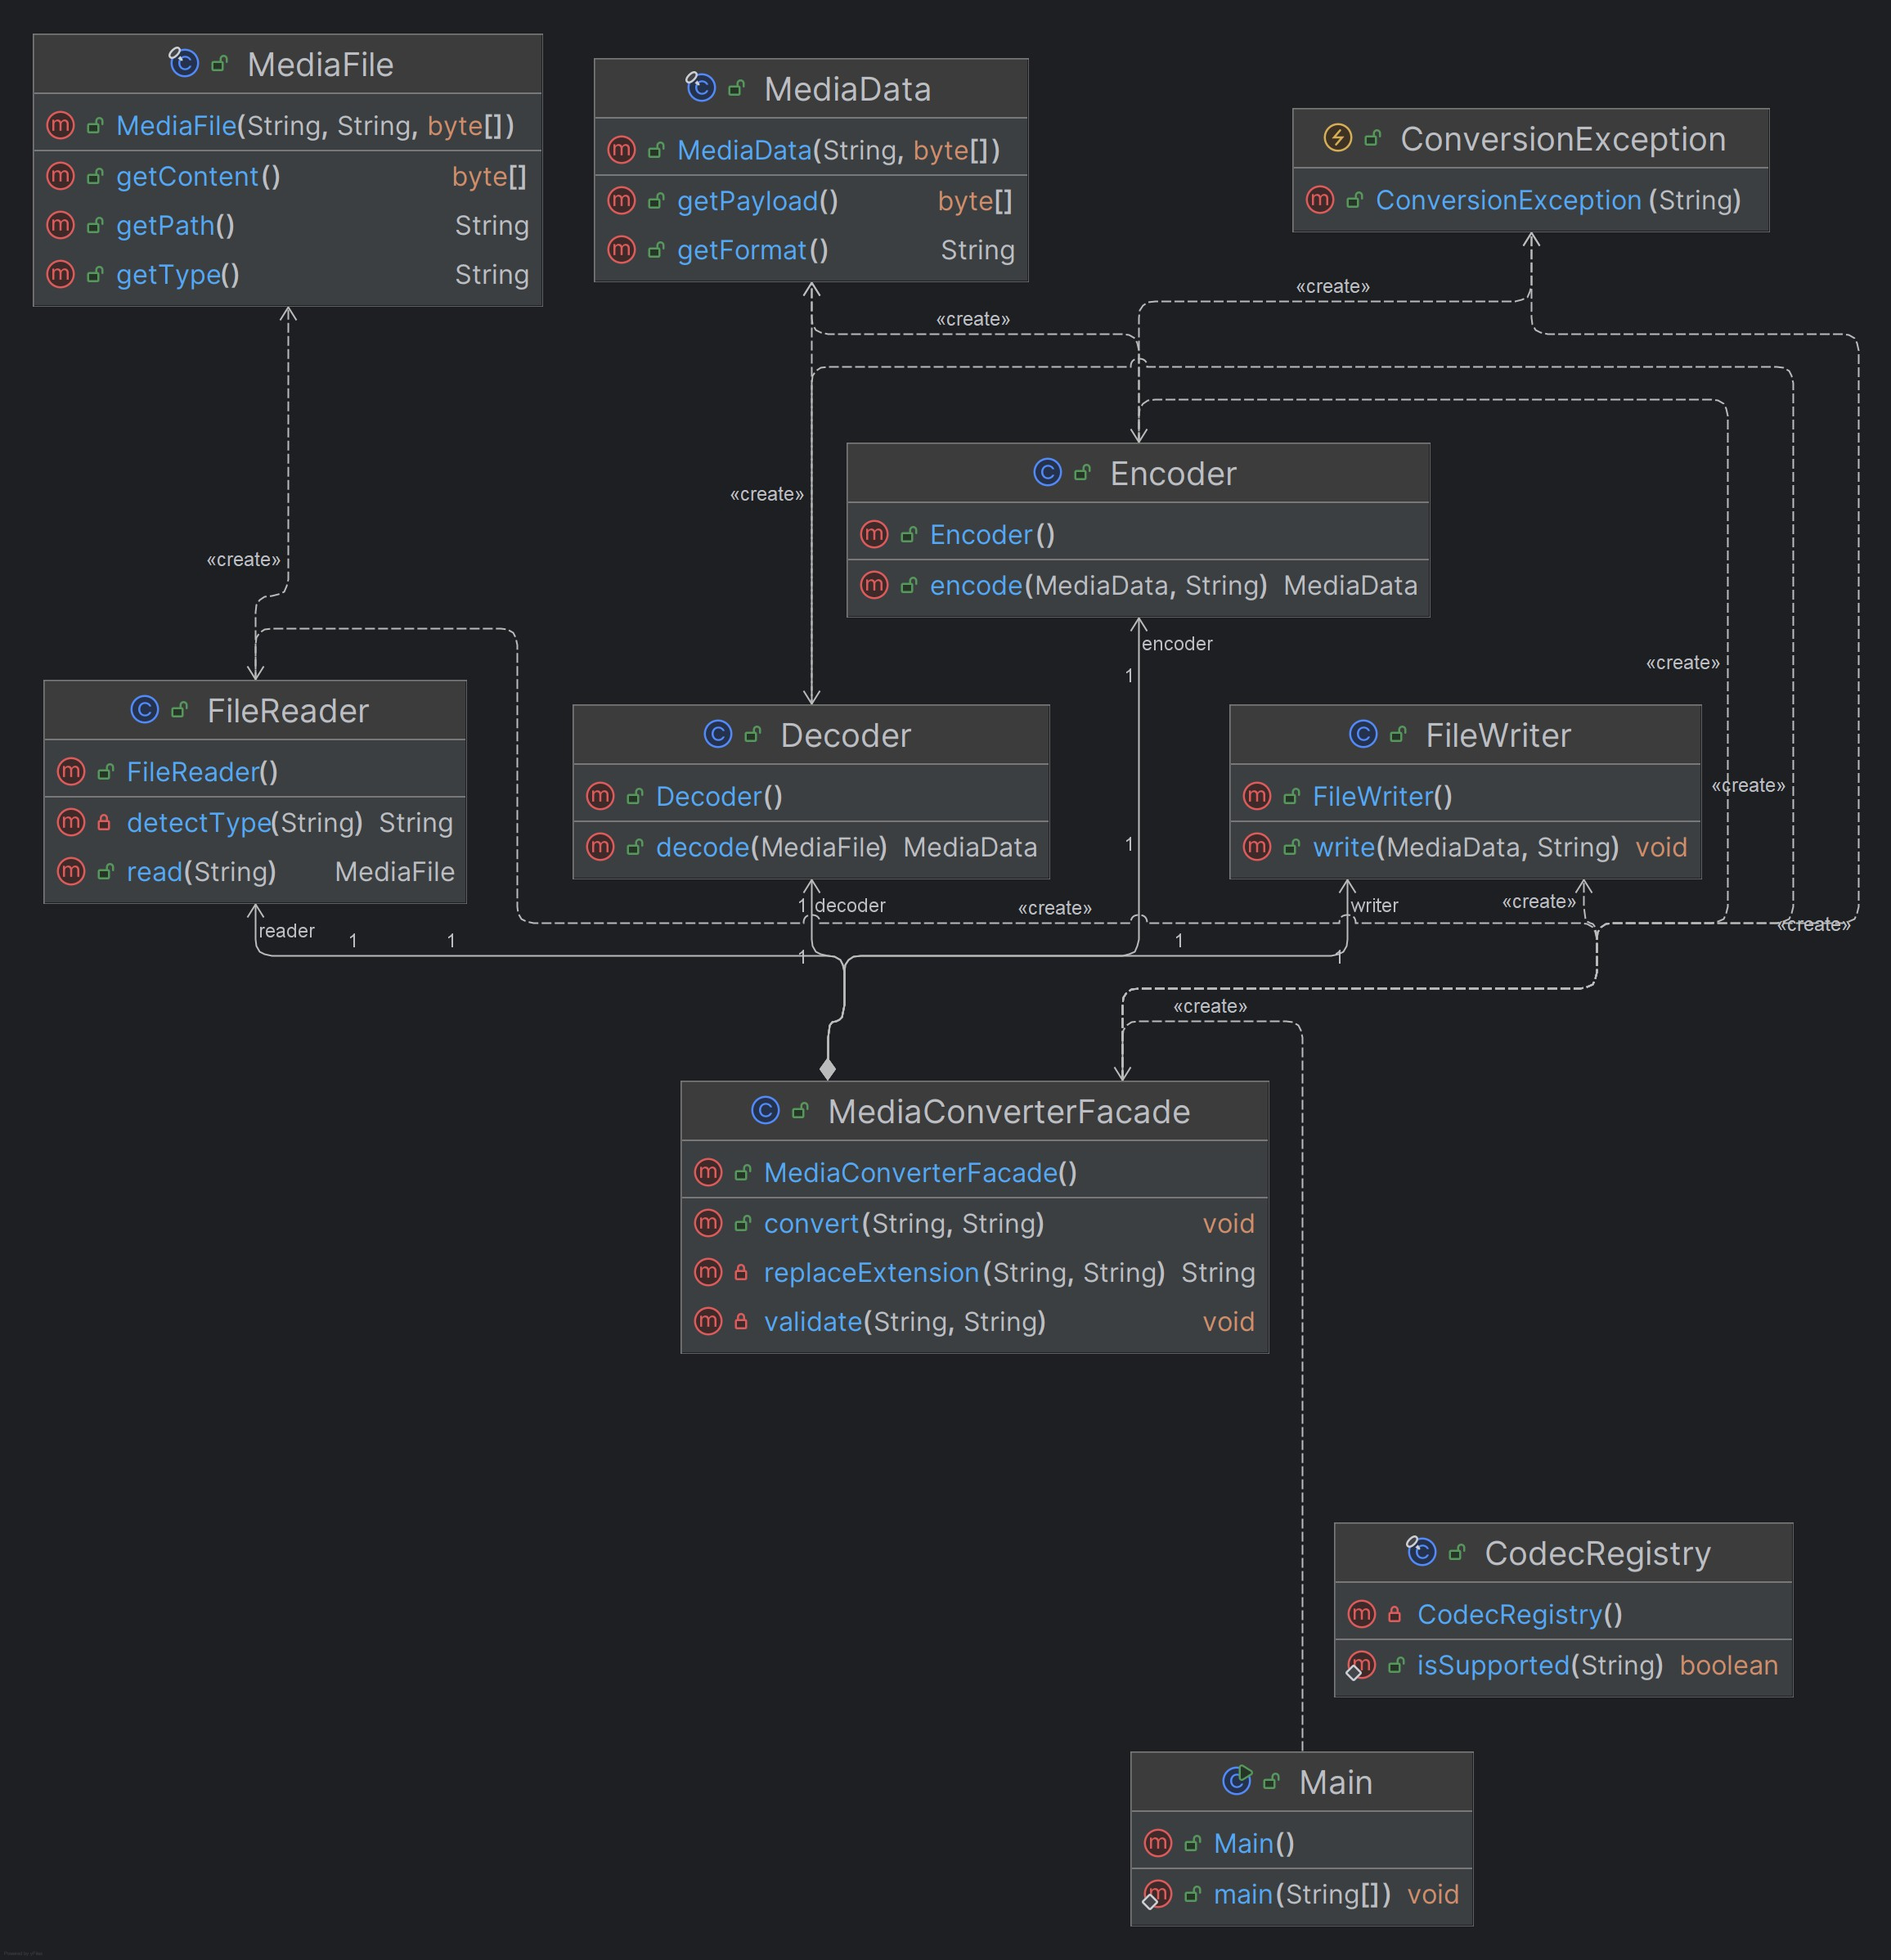 MediaFile
MediaFile(String, String, byte[])
getContent() byte[]
getPath() String
getType() String
MediaData
MediaData(String, byte[])
getPayload() byte[]
getFormat() String
ConversionException
ConversionException(String)
«create»
«create»
«create»
«create»
Encoder
Encoder()
encode(MediaData, String) MediaData
encoder
1
«create»
FileReader
FileReader()
detectType(String) String
read(String) MediaFile
Decoder
Decoder()
decode(MediaFile) MediaData
FileWriter
FileWriter()
write(MediaData, String) void
«create»
1
reader
1
1
1
decoder
1
«create»
1
writer
1
«create»
«create»
«create»
MediaConverterFacade
MediaConverterFacade()
convert(String, String) void
replaceExtension(String, String) String
validate(String, String) void
CodecRegistry
CodecRegistry()
isSupported(String) boolean
Main
Main()
main(String[]) void